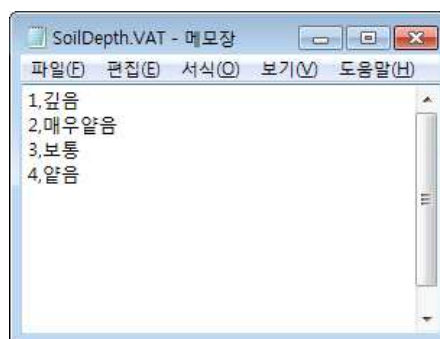 SoilDepth.VAT - 메모장
파일(F) 편집(E) 서식(O) 보기(V) 도움말(H)
1,깊음
2,매우얕음
3,보통
4,얕음